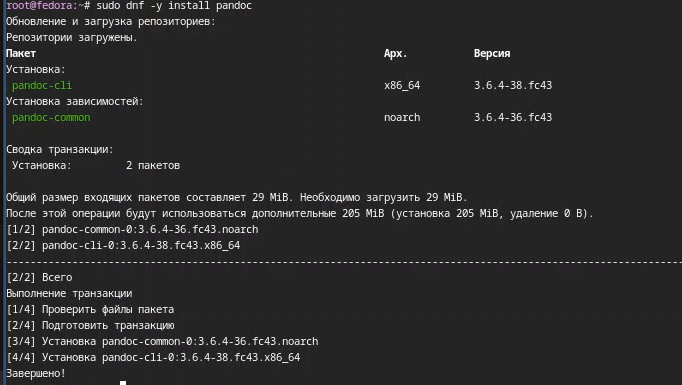 root@fedora:~# sudo dnf -y install pandoc
Обновление и загрузка репозиториев:
Репозитории загружены.
Пакет Арх. Версия
Установка:
pandoc-cli x86_64 3.6.4-38.fc43
Установка зависимостей:
pandoc-common noarch 3.6.4-36.fc43
Сводка транзакции:
Установка: 2 пакетов
Общий размер входящих пакетов составляет 29 MiB. Необходимо загрузить 29 MiB.
После этой операции будут использоваться дополнительные 205 MiB (установка 205 MiB, удаление 0 B).
[1/2] pandoc-common-0:3.6.4-36.fc43.noarch
[2/2] pandoc-cli-0:3.6.4-38.fc43.x86_64
--------------------------------------------------------------------------------------------------------------
[2/2] Всего
Выполнение транзакции
[1/4] Проверить файлы пакета
[2/4] Подготовить транзакцию
[3/4] Установка pandoc-common-0:3.6.4-36.fc43.noarch
[4/4] Установка pandoc-cli-0:3.6.4-38.fc43.x86_64
Завершено!